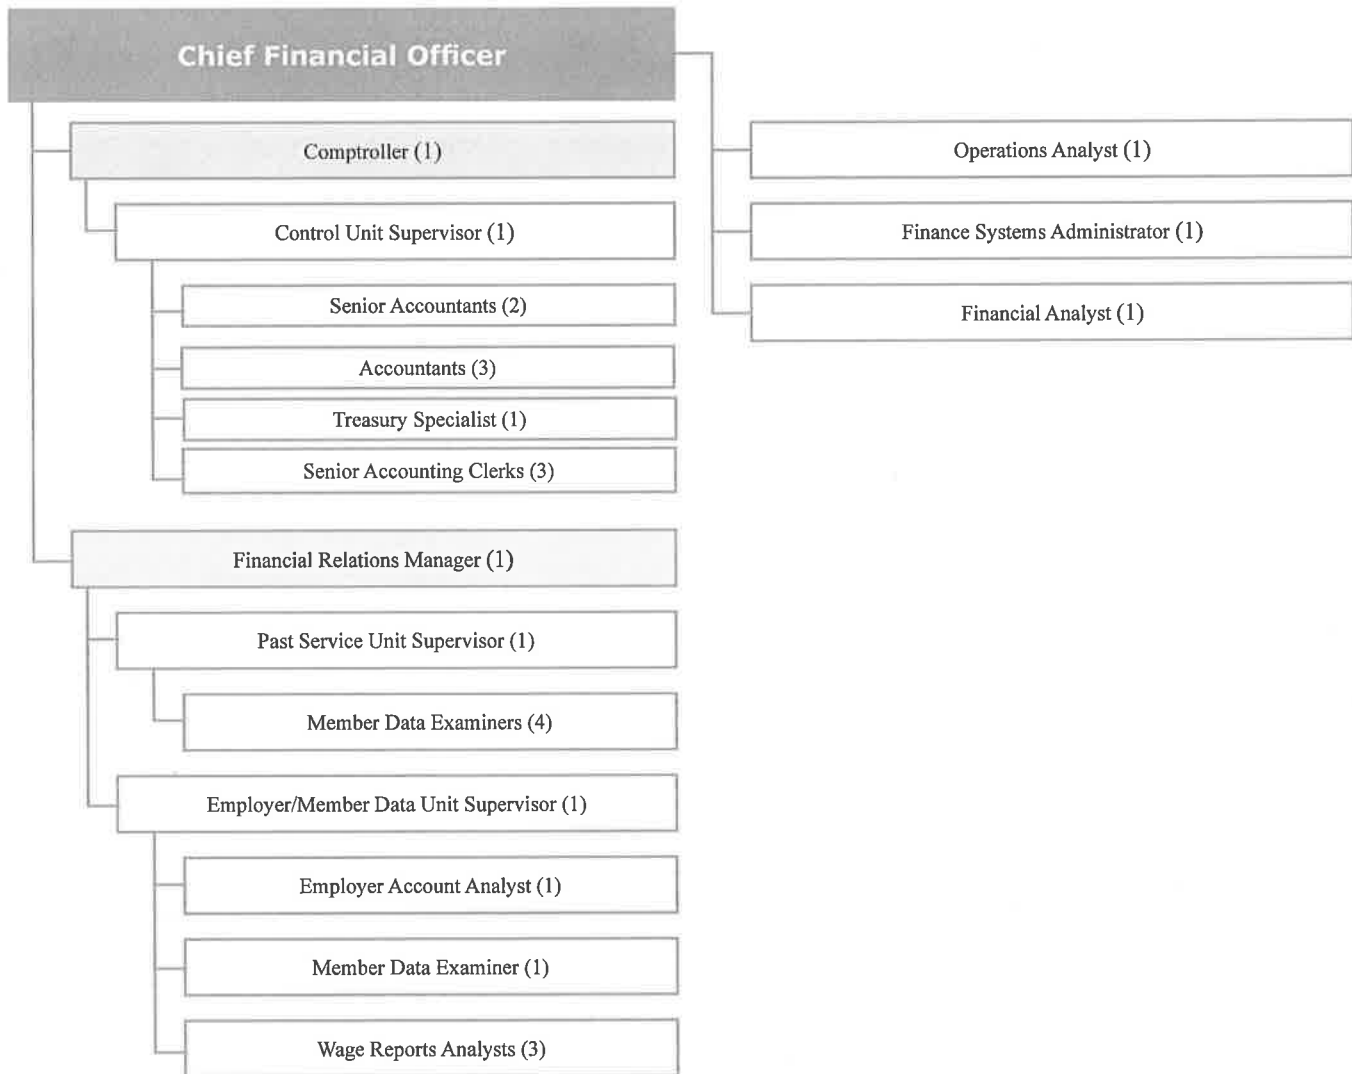 Chief Financial Officer
Comptroller (1)
Control Unit Supervisor (1)
Senior Accountants (2)
Accountants (3)
Treasury Specialist (1)
Senior Accounting Clerks (3)
Financial Relations Manager (1)
Past Service Unit Supervisor (1)
Member Data Examiners (4)
Employer/Member Data Unit Supervisor (1)
Employer Account Analyst (1)
Member Data Examiner (1)
Wage Reports Analysts (3)
Operations Analyst (1)
Finance Systems Administrator (1)
Financial Analyst (1)